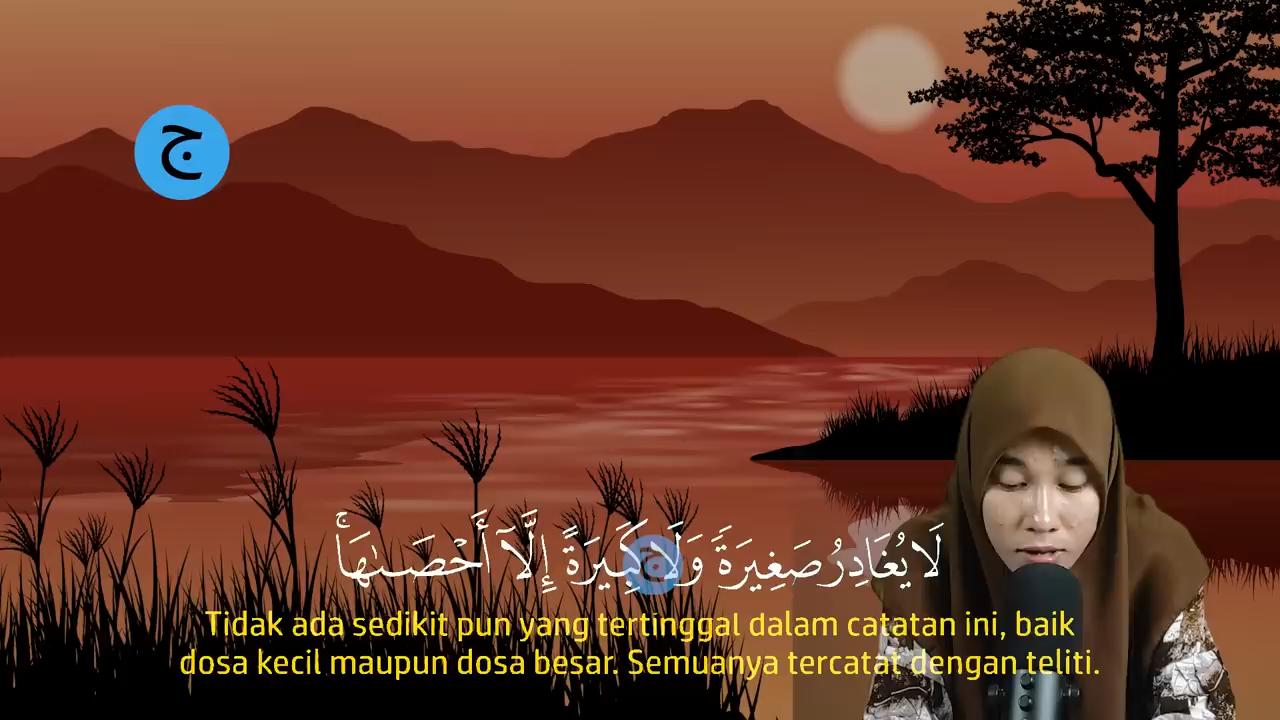 ج
لَا يُغَادِرُ صَغِيرَةً وَلَا كَبِيرَةً إِلَّآ أَحْصَىٰهَاۚ
ج
Tidak ada sedikit pun yang tertinggal dalam catatan ini, baik
dosa kecil maupun dosa besar. Semuanya tercatat dengan teliti.